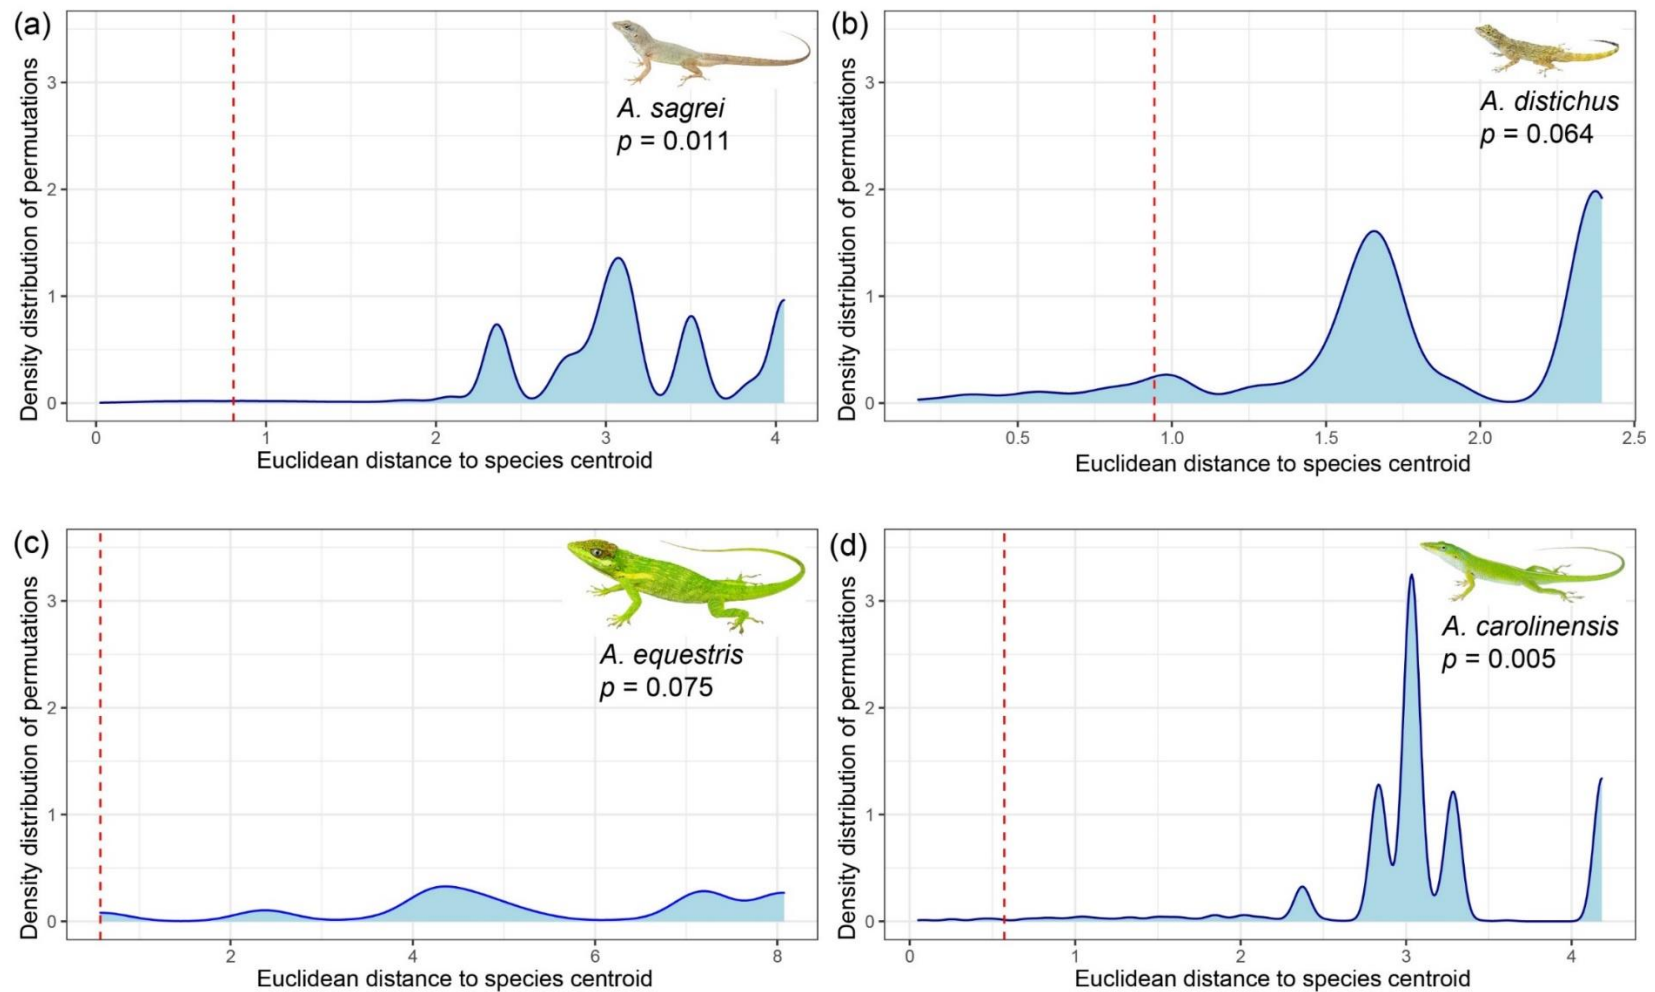 (a)
Density distribution of permutations
3
2
1
0
A. sagrei
p = 0.011
0 1 2 3 4
Euclidean distance to species centroid
(b)
Density distribution of permutations
3
2
1
0
A. distichus
p = 0.064
0.5 1.0 1.5 2.0 2.5
Euclidean distance to species centroid
(c)
Density distribution of permutations
3
2
1
0
A. equestris
p = 0.075
2 4 6 8
Euclidean distance to species centroid
(d)
Density distribution of permutations
3
2
1
0
A. carolinensis
p = 0.005
0 1 2 3 4
Euclidean distance to species centroid